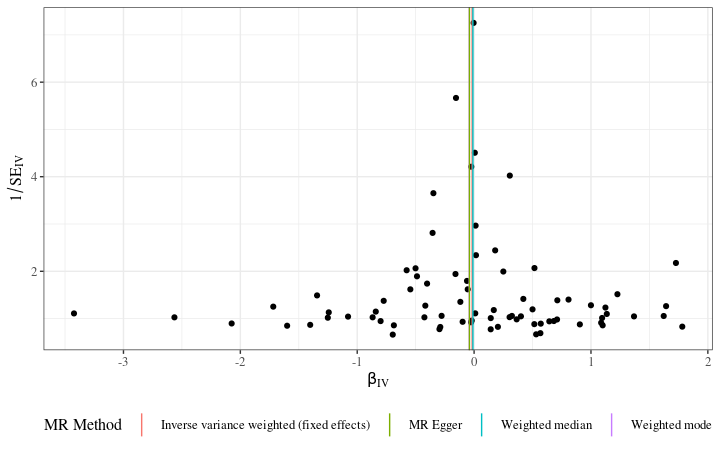 6
4
2
1/SE_IV
-3 -2 -1 0 1 2
β_IV
MR Method Inverse variance weighted (fixed effects) MR Egger Weighted median Weighted mode